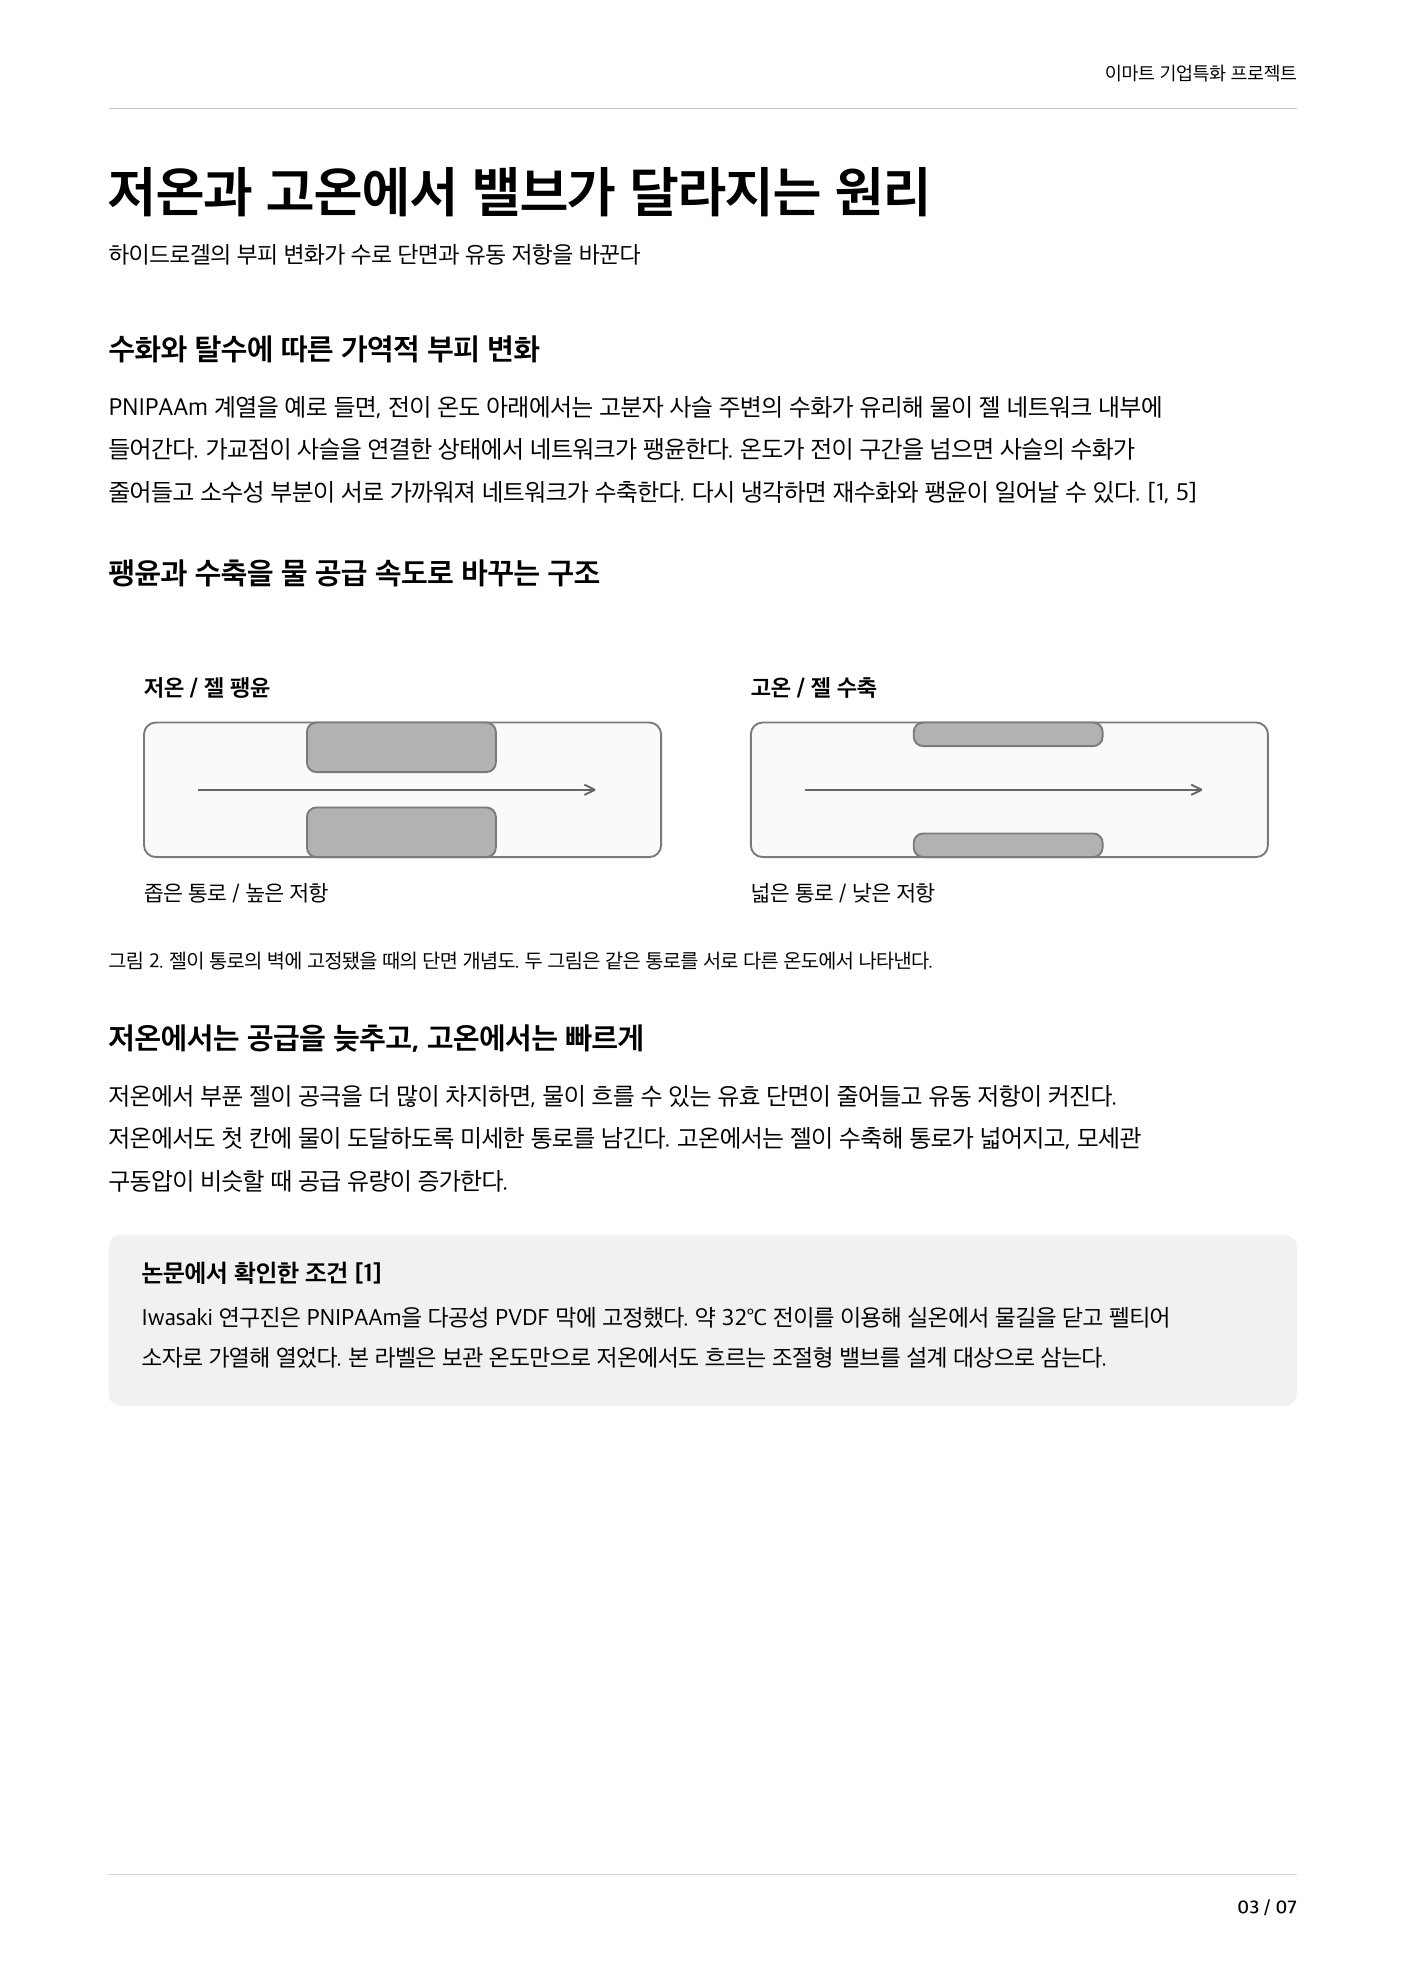 이마트 기업특화 프로젝트
저온과 고온에서 밸브가 달라지는 원리
하이드로겔의 부피 변화가 수로 단면과 유동 저항을 바꾼다
수화와 탈수에 따른 가역적 부피 변화
PNIPAAm 계열을 예로 들면, 전이 온도 아래에서는 고분자 사슬 주변의 수화가 유리해 물이 젤 네트워크 내부에
들어간다. 가교점이 사슬을 연결한 상태에서 네트워크가 팽윤한다. 온도가 전이 구간을 넘으면 사슬의 수화가
줄어들고 소수성 부분이 서로 가까워져 네트워크가 수축한다. 다시 냉각하면 재수화와 팽윤이 일어날 수 있다. [1, 5]
팽윤과 수축을 물 공급 속도로 바꾸는 구조
저온 / 젤 팽윤
고온 / 젤 수축
좁은 통로 / 높은 저항
넓은 통로 / 낮은 저항
그림 2. 젤이 통로의 벽에 고정됐을 때의 단면 개념도. 두 그림은 같은 통로를 서로 다른 온도에서 나타낸다.
저온에서는 공급을 늦추고, 고온에서는 빠르게
저온에서 부푼 젤이 공극을 더 많이 차지하면, 물이 흐를 수 있는 유효 단면이 줄어들고 유동 저항이 커진다.
저온에서도 첫 칸에 물이 도달하도록 미세한 통로를 남긴다. 고온에서는 젤이 수축해 통로가 넓어지고, 모세관
구동압이 비슷할 때 공급 유량이 증가한다.
논문에서 확인한 조건 [1]
Iwasaki 연구진은 PNIPAAm을 다공성 PVDF 막에 고정했다. 약 32°C 전이를 이용해 실온에서 물길을 닫고 펠티어
소자로 가열해 열었다. 본 라벨은 보관 온도만으로 저온에서도 흐르는 조절형 밸브를 설계 대상으로 삼는다.
03 / 07